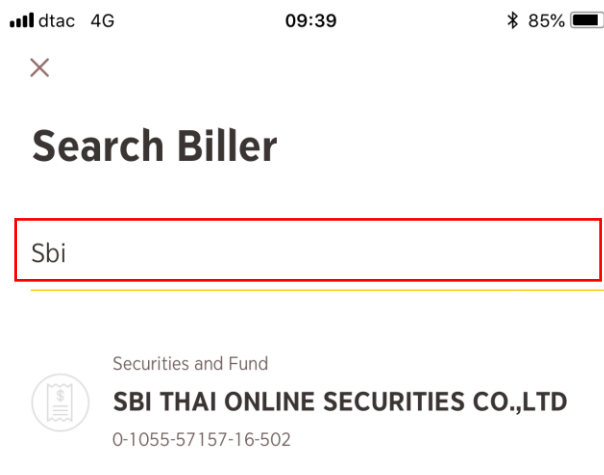 dtac 4G 09:39 85%
Search Biller
Sbi
Securities and Fund
SBI THAI ONLINE SECURITIES CO.,LTD
0-1055-57157-16-502